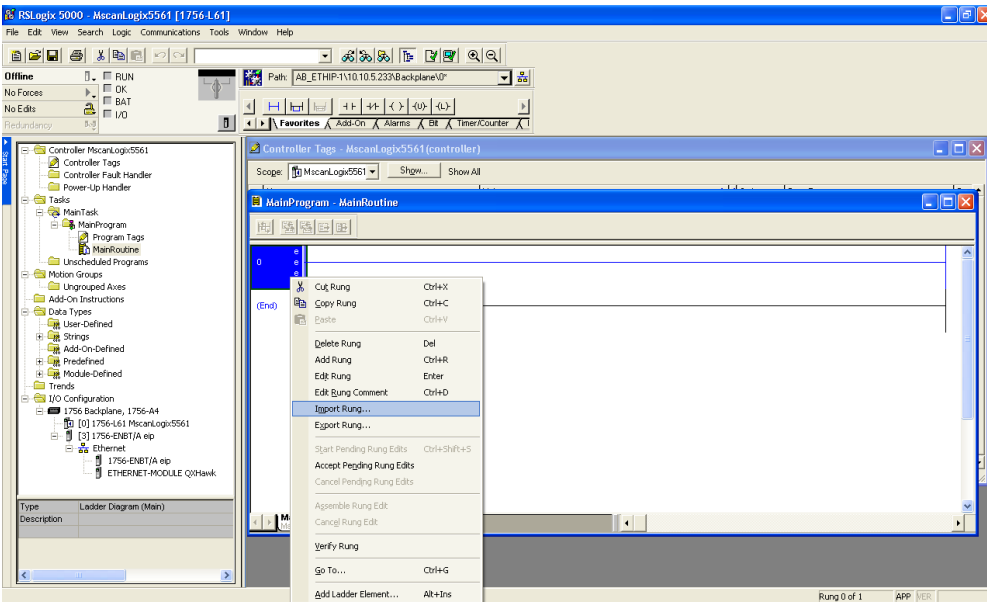 RSLogix 5000 - MscanLogix5561 [1756-L61]
File Edit View Search Logic Communications Tools Window Help
Offline
RUN
No Forces
OK
BAT
No Edits
I/O
Redundancy
Path: AB_ETHIP-1\10.10.5.233\Backplane\0*
Favorites Add-On Alarms Bit Timer/Counter
Start Page
Controller MscanLogix5561
Controller Tags
Controller Fault Handler
Power-Up Handler
Tasks
MainTask
MainProgram
Program Tags
MainRoutine
Unscheduled Programs
Motion Groups
Ungrouped Axes
Add-On Instructions
Data Types
User-Defined
Strings
Add-On-Defined
Predefined
Module-Defined
Trends
I/O Configuration
1756 Backplane, 1756-A4
[0] 1756-L61 MscanLogix5561
[3] 1756-ENBT/A eip
Ethernet
1756-ENBT/A eip
ETHERNET-MODULE QXHawk
Type Ladder Diagram (Main)
Description
Controller Tags - MscanLogix5561(controller)
Scope: MscanLogix5561 Show... Show All
MainProgram - MainRoutine
0
e
e
e
(End)
Cut Rung Ctrl+X
Copy Rung Ctrl+C
Paste Ctrl+V
Delete Rung Del
Add Rung Ctrl+R
Edit Rung Enter
Edit Rung Comment Ctrl+D
Import Rung...
Export Rung...
Start Pending Rung Edits Ctrl+Shift+S
Accept Pending Rung Edits
Cancel Pending Rung Edits
Assemble Rung Edit
Cancel Rung Edit
Verify Rung
Go To... Ctrl+G
Add Ladder Element... Alt+Ins
Rung 0 of 1 APP VER